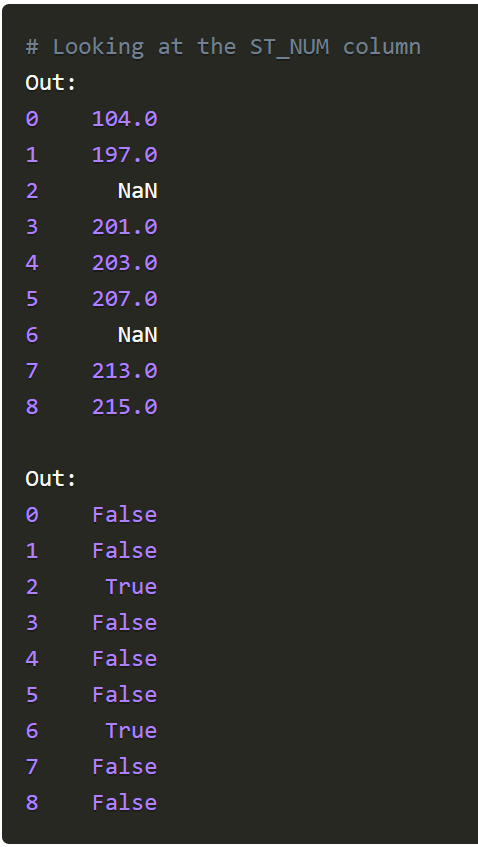 # Looking at the ST_NUM column
Out:
0    104.0
1    197.0
2      NaN
3    201.0
4    203.0
5    207.0
6      NaN
7    213.0
8    215.0

Out:
0    False
1    False
2     True
3    False
4    False
5    False
6     True
7    False
8    False